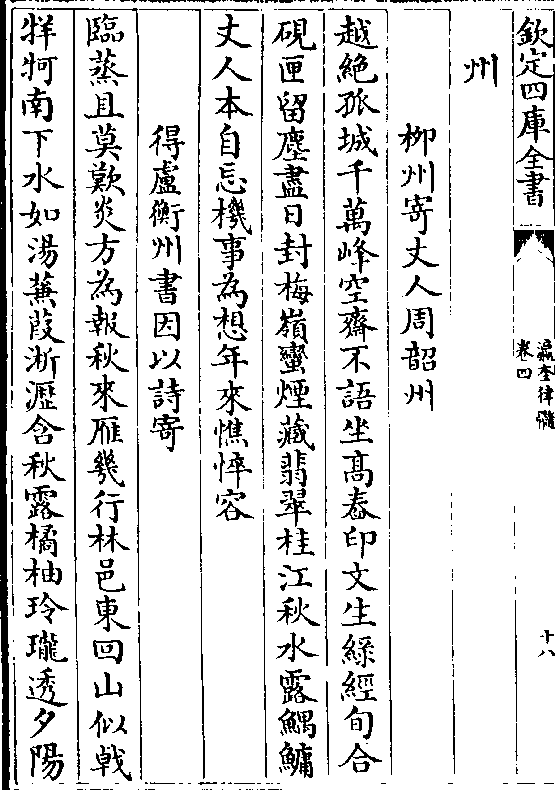 欽定四庫全書
瀛奎律髓
卷四
十八
州
柳州寄丈人周韶州
越絶孤城千萬峰空齋不語坐髙舂印文生緑經旬合
硯匣留塵盡日封梅嶺蠻煙藏翡翠桂江秋水露鰅鱅
丈人本自忘機事為想年來憔悴容
得盧衡州書因以詩寄
臨蒸且莫歎炎方為報秋來雁幾行林邑東回山似㦸
牂牁南下水如湯蒹葭淅瀝含秋露橘柚玲瓏透夕陽